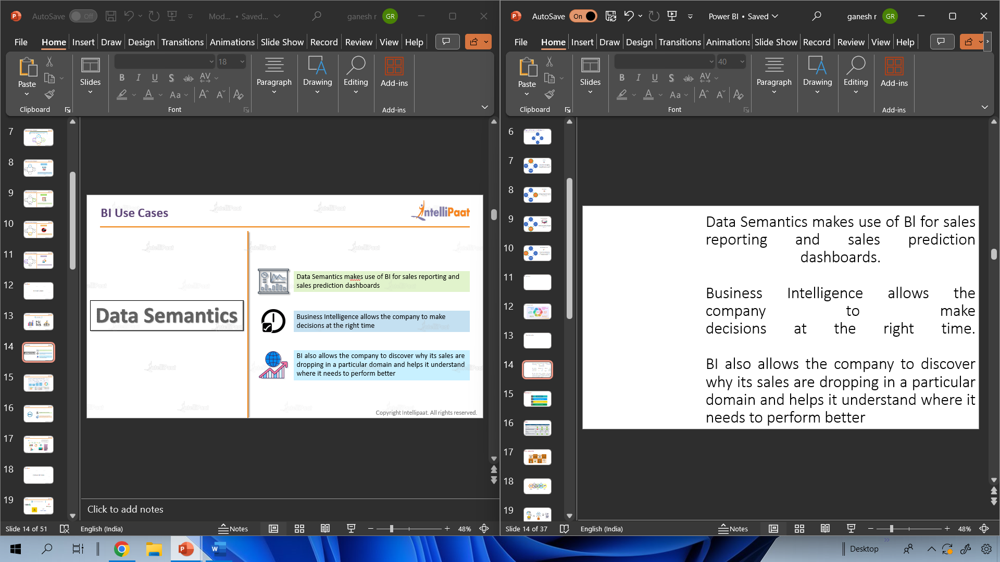 AutoSave Off Mod... • Saved... ganesh r GR
File Home Insert Draw Design Transitions Animations Slide Show Record Review View Help
Paste Slides 18 Paragraph Drawing Editing Add-ins
Clipboard Font Add-ins
7
8
9
10
11
12
13
14
15
16
17
18
19
BI Use Cases
IntelliPaat
Data Semantics
Data Semantics makes use of BI for sales reporting and
sales prediction dashboards
Business Intelligence allows the company to make
decisions at the right time
BI also allows the company to discover why its sales are
dropping in a particular domain and helps it understand
where it needs to perform better
Copyright Intellipaat. All rights reserved.
Click to add notes
Slide 14 of 51 English (India) Notes 48%
AutoSave On Power BI • Saved ganesh r GR
File Home Insert Draw Design Transitions Animations Slide Show Record Review View Help
Paste Slides 40 Paragraph Drawing Editing Add-ins
Clipboard Font Add-ins
6
7
8
9
10
11
12
13
14
15
16
17
18
19
Data Semantics makes use of Bl for sales
reporting and sales prediction
dashboards.
Business Intelligence allows the
company to make
decisions at the right time.
BI also allows the company to discover
why its sales are dropping in a particular
domain and helps it understand where it
needs to perform better
Slide 14 of 37 English (India) Notes 48%
Desktop